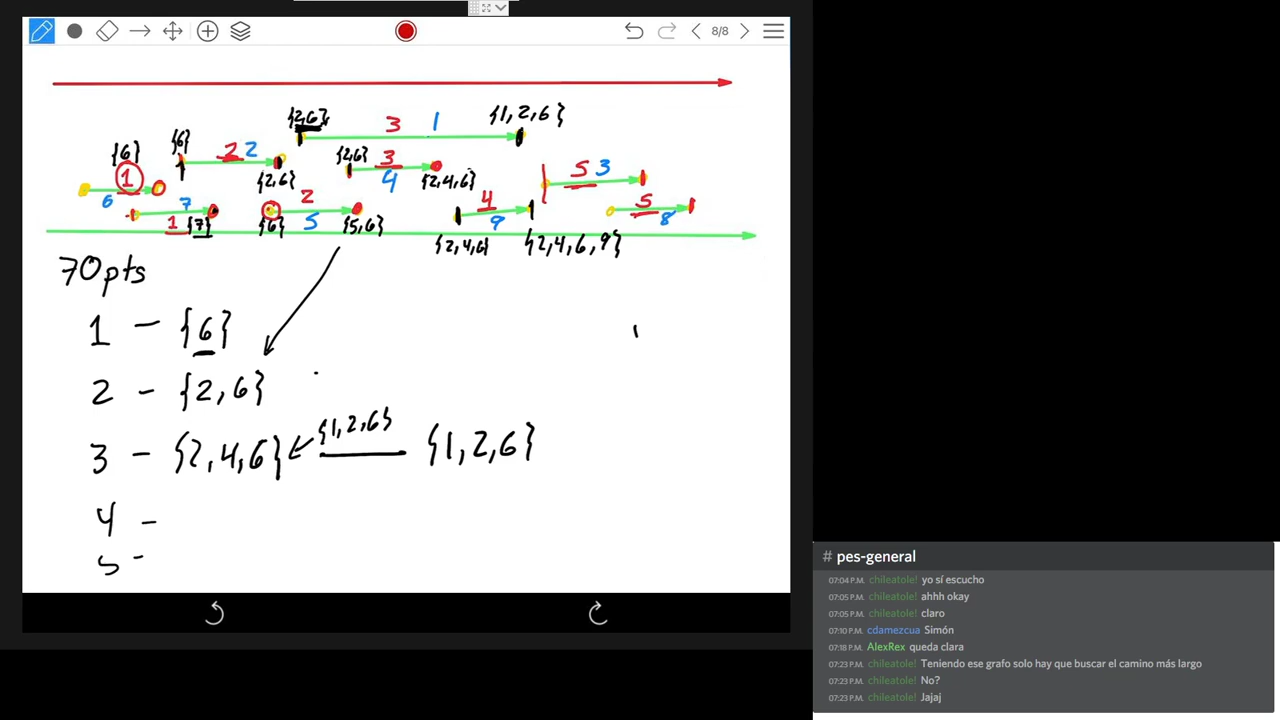 8/8
{2,6} 3 1 {1,2,6}
{6} {6} 2 2 {2,6} 3 5 3
1 {2,6} 4 {2,4,6} 5
6 7 2 4
1 {7} {6} 5 {5,6} 9 8
{2,4,6} {2,4,6,9}
70pts
1 - {6}
2 - {2,6}
3 - {2,4,6} {1,2,6} {1,2,6}
4 -
5 -
# pes-general
07:04 P.M. chileatole! yo sí escucho
07:05 P.M. chileatole! ahhh okay
07:05 P.M. chileatole! claro
07:10 P.M. cdamezcua Simón
07:18 P.M. AlexRex queda clara
07:23 P.M. chileatole! Teniendo ese grafo solo hay que buscar el camino más largo
07:23 P.M. chileatole! No?
07:23 P.M. chileatole! Jajaj